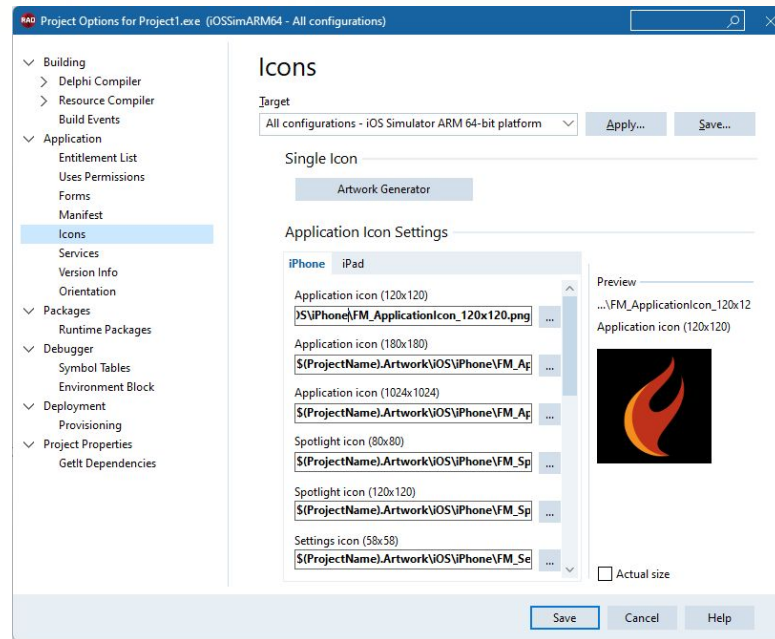 RAD Project Options for Project1.exe (iOSSimARM64 - All configurations)
Building
Delphi Compiler
Resource Compiler
Build Events
Application
Entitlement List
Uses Permissions
Forms
Manifest
Icons
Services
Version Info
Orientation
Packages
Runtime Packages
Debugger
Symbol Tables
Environment Block
Deployment
Provisioning
Project Properties
GetIt Dependencies
Icons
Target
All configurations - iOS Simulator ARM 64-bit platform Apply... Save...
Single Icon
Artwork Generator
Application Icon Settings
iPhone iPad
Application icon (120x120)
OS\iPhone\FM_ApplicationIcon_120x120.png ...
Application icon (180x180)
$(ProjectName).Artwork\iOS\iPhone\FM_Ap ...
Application icon (1024x1024)
$(ProjectName).Artwork\iOS\iPhone\FM_Ap ...
Spotlight icon (80x80)
$(ProjectName).Artwork\iOS\iPhone\FM_Sp ...
Spotlight icon (120x120)
$(ProjectName).Artwork\iOS\iPhone\FM_Sp ...
Settings icon (58x58)
$(ProjectName).Artwork\iOS\iPhone\FM_Se ...
Preview
...\FM_ApplicationIcon_120x12
Application icon (120x120)
Actual size
Save Cancel Help